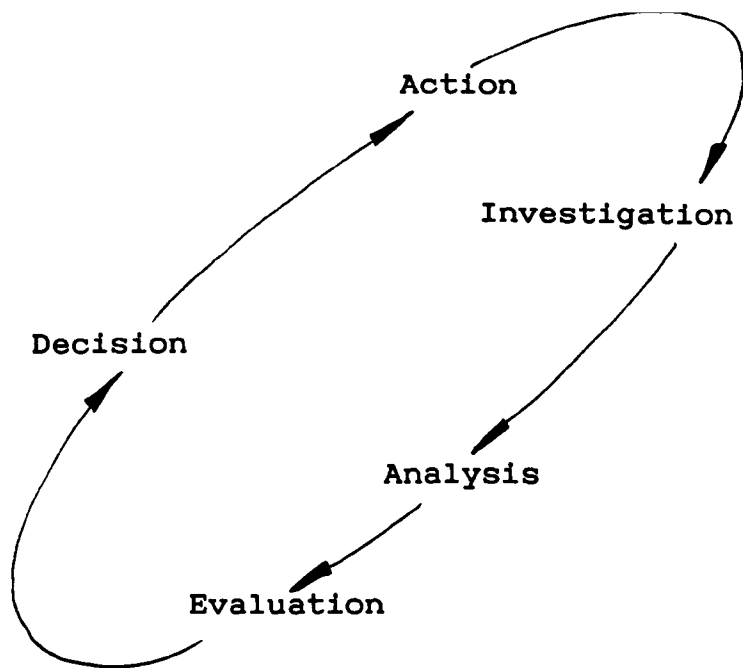 Action
Investigation
Decision
Analysis
Evaluation